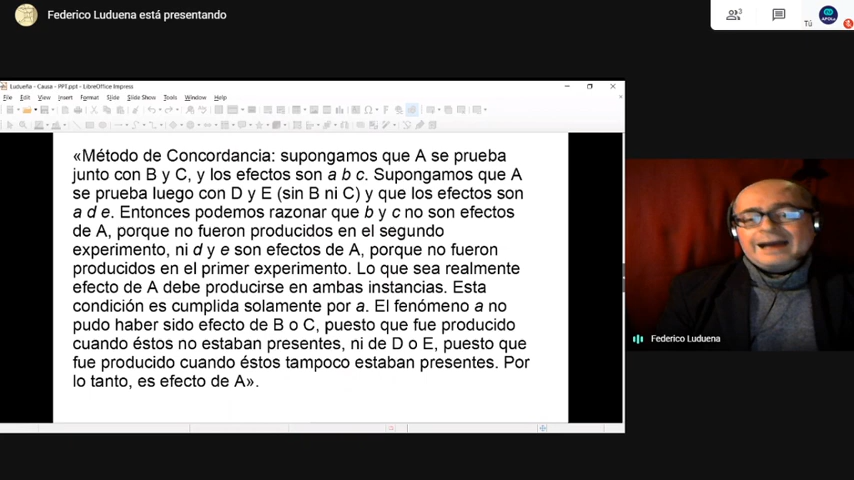 Federico Luduena está presentando
3
Tú
APOLa
Ludueña - Causa - PPT.ppt - LibreOffice Impress
File Edit View Insert Format Slide Slide Show Tools Window Help
«Método de Concordancia: supongamos que A se prueba
junto con B y C, y los efectos son a b c. Supongamos que A
se prueba luego con D y E (sin B ni C) y que los efectos son
a d e. Entonces podemos razonar que b y c no son efectos
de A, porque no fueron producidos en el segundo
experimento, ni d y e son efectos de A, porque no fueron
producidos en el primer experimento. Lo que sea realmente
efecto de A debe producirse en ambas instancias. Esta
condición es cumplida solamente por a. El fenómeno a no
pudo haber sido efecto de B o C, puesto que fue producido
cuando éstos no estaban presentes, ni de D o E, puesto que
fue producido cuando éstos tampoco estaban presentes. Por
lo tanto, es efecto de A».
Federico Luduena